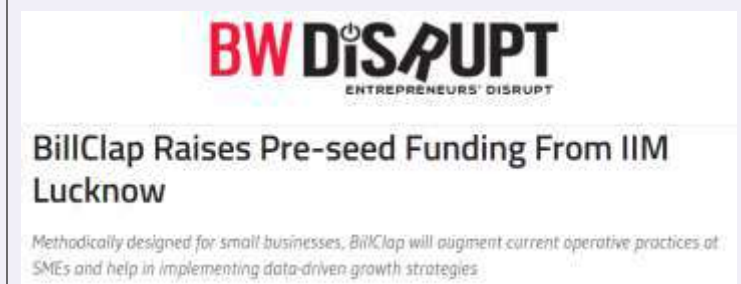 BW DiSRUPT
ENTREPRENEURS' DISRUPT
BillClap Raises Pre-seed Funding From IIM
Lucknow
Methodically designed for small businesses, BillClap will augment current operative practices at
SMEs and help in implementing data-driven growth strategies